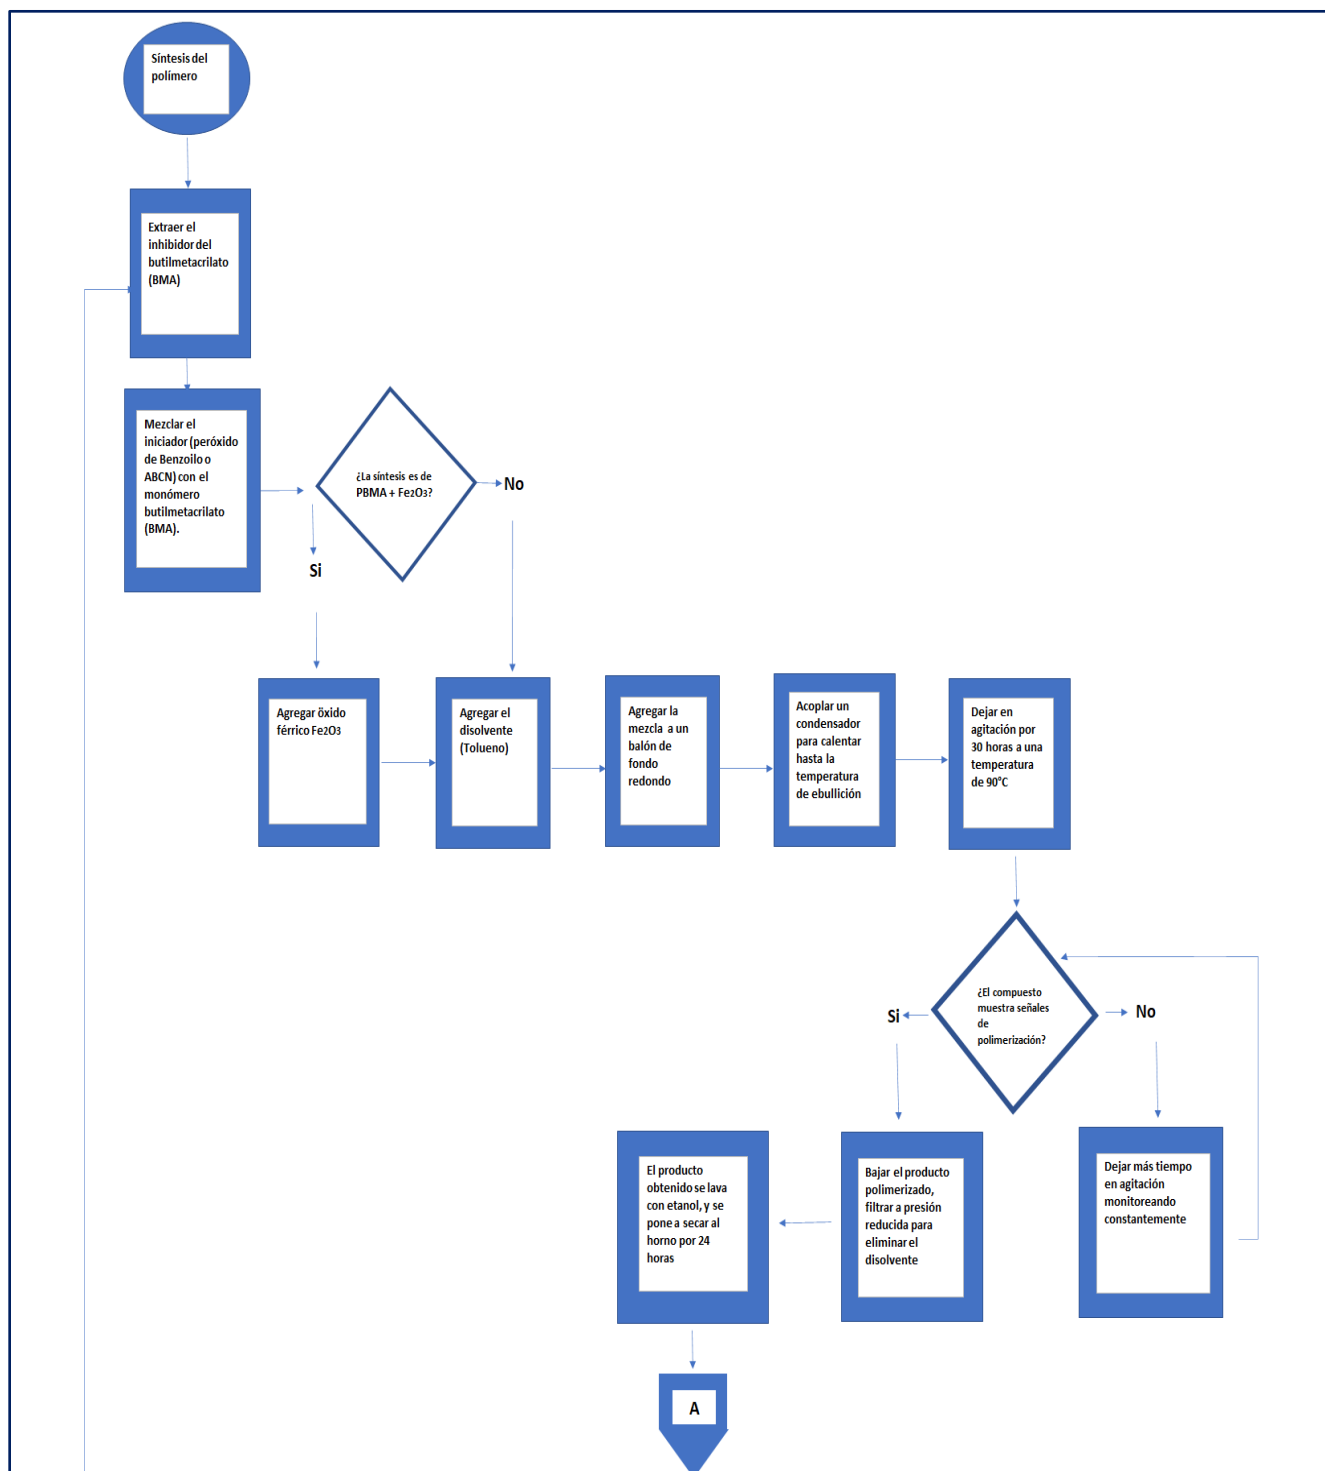 Síntesis del
polímero
Extraer el
inhibidor del
butilmetacrilato
(BMA)
Mezclar el
iniciador (peróxido
de Benzoilo o
ABCN) con el
monómero
butilmetacrilato
(BMA).
¿La síntesis es de
PBMA + Fe2O3?
No
Si
Agregar öxido
férrico Fe2O3
Agregar el
disolvente
(Tolueno)
Agregar la
mezcla a un
balón de
fondo
redondo
Acoplar un
condensador
para calentar
hasta la
temperatura
de ebullición
Dejar en
agitación por
30 horas a una
temperatura
de 90°C
¿El compuesto
muestra señales
de
polimerización?
Si
No
El producto
obtenido se lava
con etanol, y se
pone a secar al
horno por 24
horas
Bajar el producto
polimerizado,
filtrar a presión
reducida para
eliminar el
disolvente
Dejar más tiempo
en agitación
monitoreando
constantemente
A